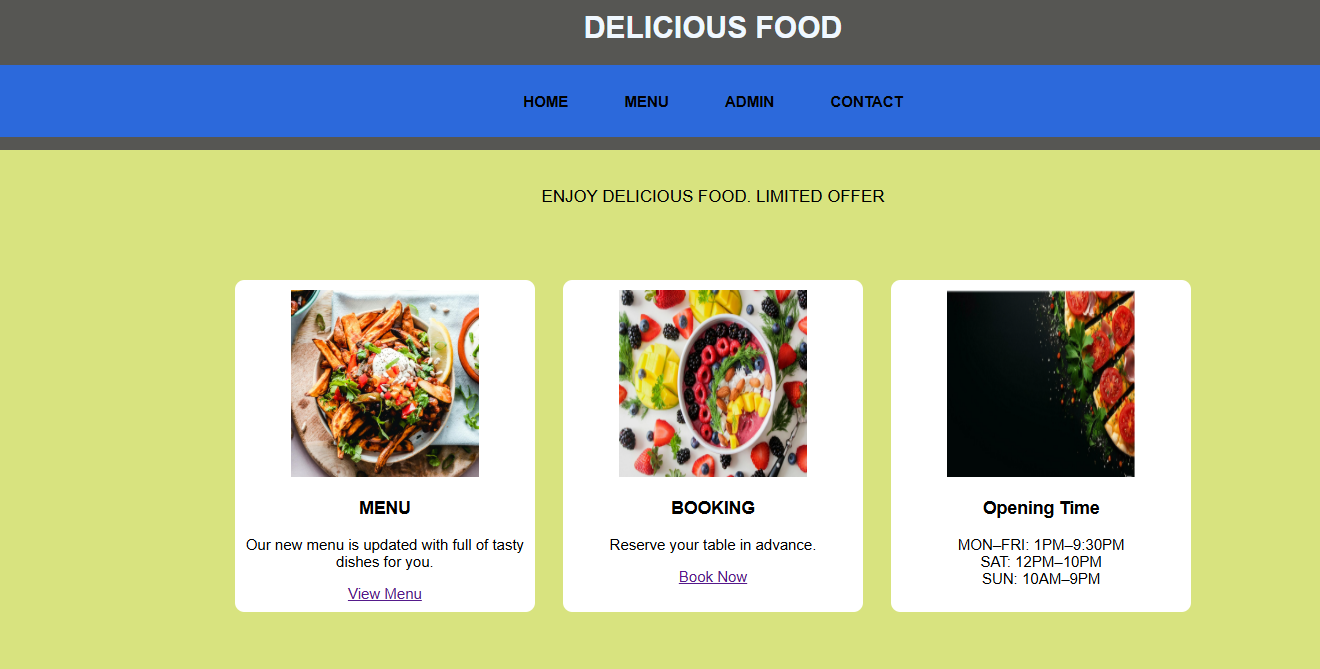 DELICIOUS FOOD
HOME MENU ADMIN CONTACT
ENJOY DELICIOUS FOOD. LIMITED OFFER
MENU
Our new menu is updated with full of tasty
dishes for you.
View Menu
BOOKING
Reserve your table in advance.
Book Now
Opening Time
MON–FRI: 1PM–9:30PM
SAT: 12PM–10PM
SUN: 10AM–9PM